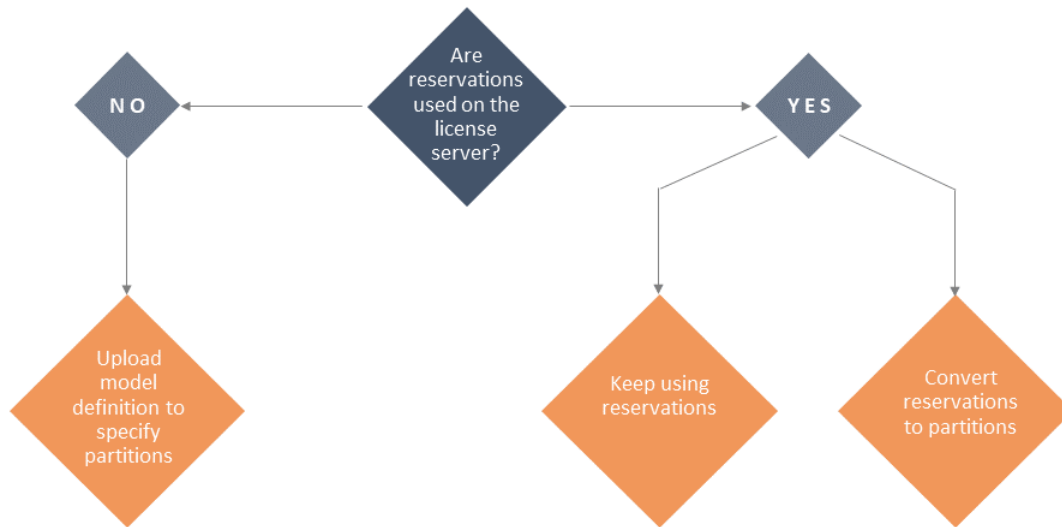 Are
reservations
used on the
license
server?
NO
YES
Upload
model
definition to
specify
partitions
Keep using
reservations
Convert
reservations
to partitions